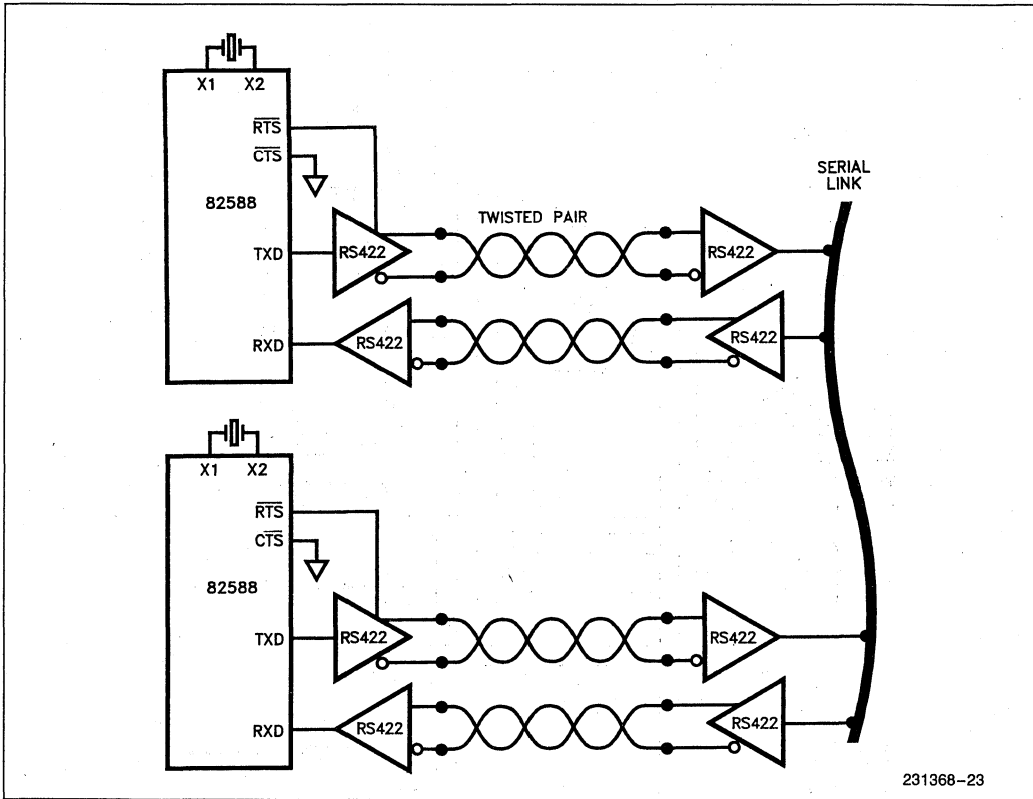 X1 X2
RTS
CTS
82588
TXD
RS422
TWISTED PAIR
RS422
SERIAL
LINK
RXD
RS422
RS422
X1 X2
RTS
CTS
82588
TXD
RS422
RS422
RXD
RS422
RS422
231368–23